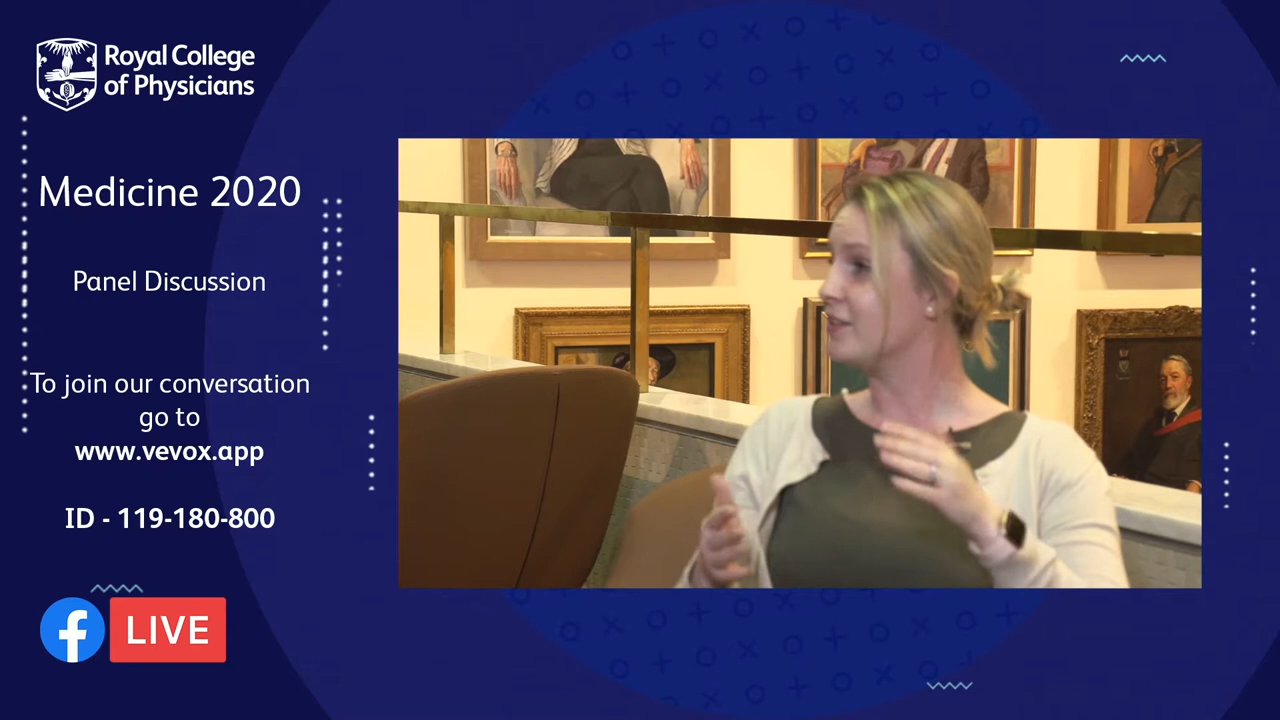 Royal College
of Physicians
Medicine 2020
Panel Discussion
To join our conversation
go to
www.vevox.app
ID - 119-180-800
f LIVE